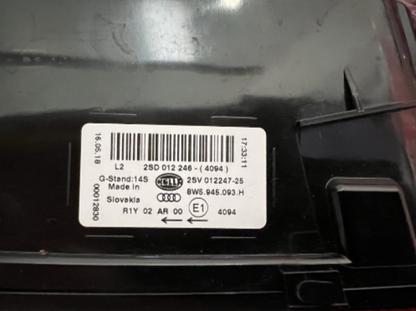 16.05.18
17:33:11
L2 2SD 012 246 - ( 4094 )
G-Stand:14S HELLA 2SV 012247-25
Made in 8W6.945.093.H
Slovakia
R1Y 02 AR 00 E1 4094
00012830